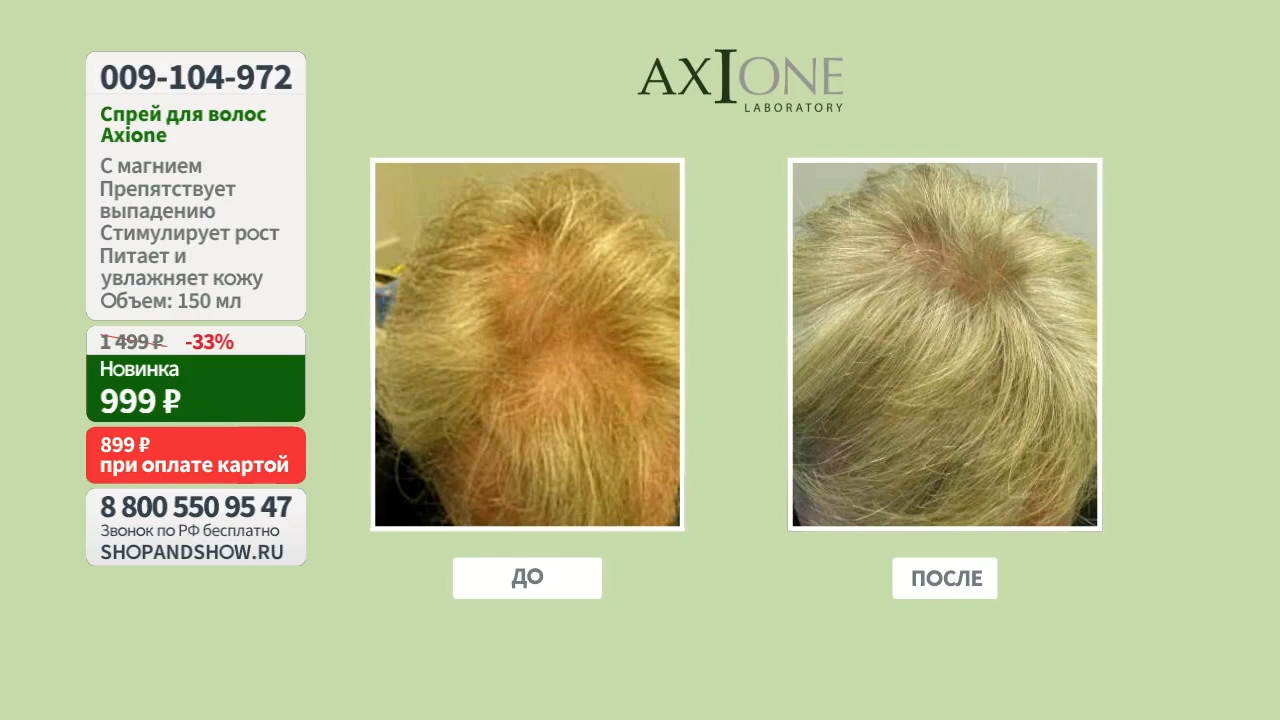 009-104-972
Спрей для волос
Axione
С магнием
Препятствует
выпадению
Стимулирует рост
Питает и
увлажняет кожу
Объем: 150 мл
1 499 ₽ -33%
Новинка
999 ₽
899 ₽
при оплате картой
8 800 550 95 47
Звонок по РФ бесплатно
SHOPANDSHOW.RU
AXIONE
LABORATORY
ДО
ПОСЛЕ